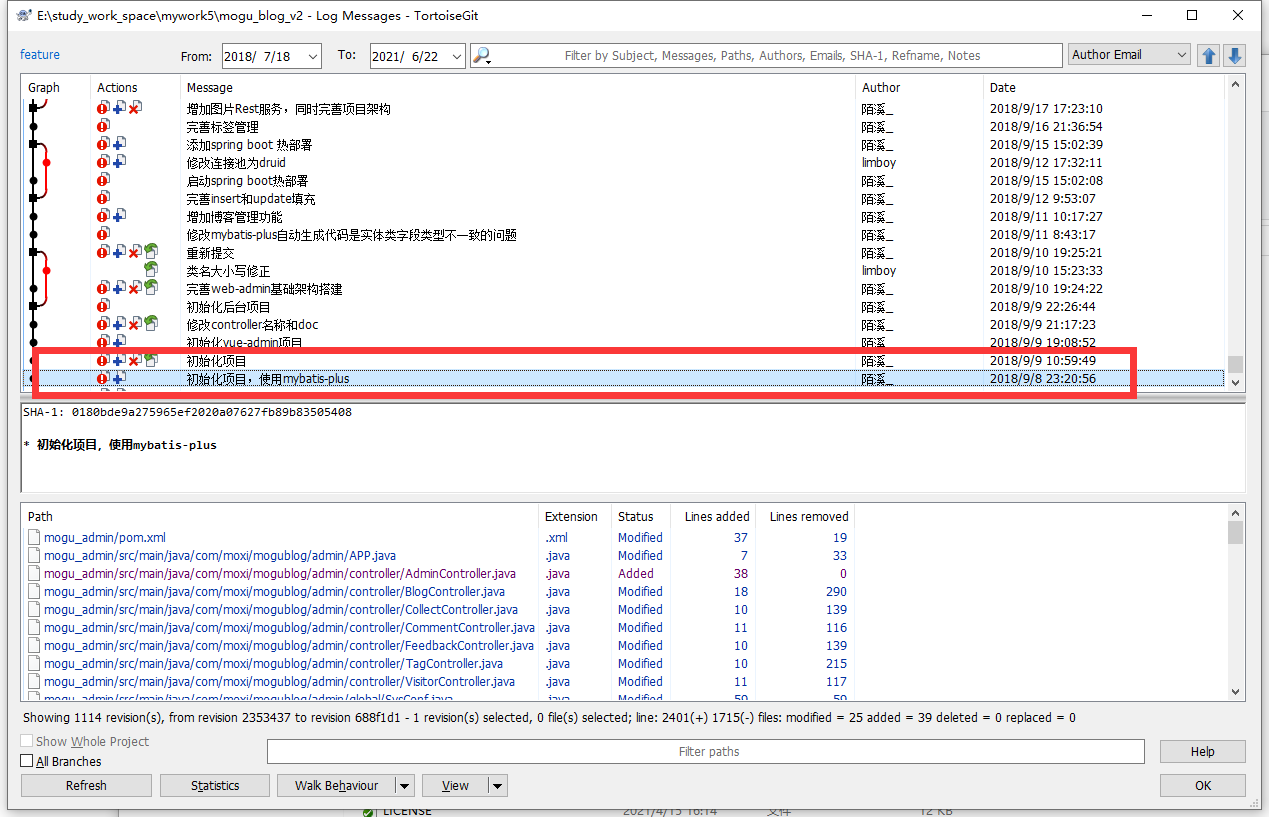 E:\study_work_space\mywork5\mogu_blog_v2 - Log Messages - TortoiseGit
feature From: 2018/ 7/18 To: 2021/ 6/22 Filter by Subject, Messages, Paths, Authors, Emails, SHA-1, Refname, Notes Author Email
Graph Actions Message Author Date
增加图片Rest服务，同时完善项目架构 陌溪_ 2018/9/17 17:23:10
完善标签管理 陌溪_ 2018/9/16 21:36:54
添加spring boot 热部署 陌溪_ 2018/9/15 15:02:39
修改连接池为druid limboy 2018/9/12 17:32:11
启动spring boot热部署 陌溪_ 2018/9/15 15:02:08
完善insert和update填充 陌溪_ 2018/9/12 9:53:07
增加博客管理功能 陌溪_ 2018/9/11 10:17:27
修改mybatis-plus自动生成代码是实体类字段类型不一致的问题 陌溪_ 2018/9/11 8:43:17
重新提交 陌溪_ 2018/9/10 19:25:21
类名大小写修正 limboy 2018/9/10 15:23:33
完善web-admin基础架构搭建 陌溪_ 2018/9/10 19:24:22
初始化后台项目 陌溪_ 2018/9/9 22:26:44
修改controller名称和doc 陌溪_ 2018/9/9 21:17:23
初始化vue-admin项目 陌溪_ 2018/9/9 19:08:52
初始化项目 陌溪_ 2018/9/9 10:59:49
初始化项目，使用mybatis-plus 陌溪_ 2018/9/8 23:20:56
SHA-1: 0180bde9a275965ef2020a07627fb89b83505408
* 初始化项目，使用mybatis-plus
Path Extension Status Lines added Lines removed
mogu_admin/pom.xml .xml Modified 37 19
mogu_admin/src/main/java/com/moxi/mogublog/admin/APP.java .java Modified 7 33
mogu_admin/src/main/java/com/moxi/mogublog/admin/controller/AdminController.java .java Added 38 0
mogu_admin/src/main/java/com/moxi/mogublog/admin/controller/BlogController.java .java Modified 18 290
mogu_admin/src/main/java/com/moxi/mogublog/admin/controller/CollectController.java .java Modified 10 139
mogu_admin/src/main/java/com/moxi/mogublog/admin/controller/CommentController.java .java Modified 11 116
mogu_admin/src/main/java/com/moxi/mogublog/admin/controller/FeedbackController.java .java Modified 10 139
mogu_admin/src/main/java/com/moxi/mogublog/admin/controller/TagController.java .java Modified 10 215
mogu_admin/src/main/java/com/moxi/mogublog/admin/controller/VisitorController.java .java Modified 11 117
mogu_admin/src/main/java/com/moxi/mogublog/admin/global/SysConf.java .java Modified 59 59
Showing 1114 revision(s), from revision 2353437 to revision 688f1d1 - 1 revision(s) selected, 0 file(s) selected; line: 2401(+) 1715(-) files: modified = 25 added = 39 deleted = 0 replaced = 0
Show Whole Project
All Branches Filter paths Help
Refresh Statistics Walk Behaviour View OK
LICENSE 2021/4/15 16:14 文件 12 KB